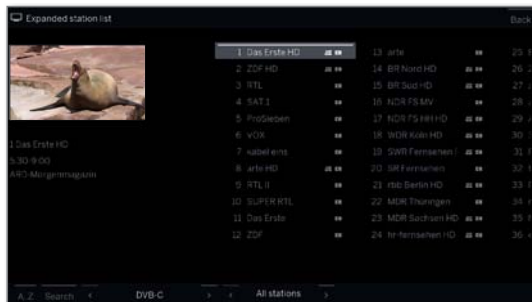 Expanded station list
Back
1 Das Erste HD
2 ZDF HD
3 RTL
4 SAT.1
5 ProSieben
6 VOX
7 kabel eins
8 arte HD
9 RTL II
10 SUPER RTL
11 Das Erste
12 ZDF
13 arte
14 BR Nord HD
15 BR Süd HD
16 NDR FS MV
17 NDR FS HH HD
18 WDR Köln HD
19 SWR Fernsehen
20 SR Fernsehen
21 rbb Berlin HD
22 MDR Thüringen
23 MDR Sachsen HD
24 hr-fernsehen HD
25
26
27
28
29
30
31
32
33
34
35
36
1 Das Erste HD
5:30-9:00
ARD-Morgenmagazin
A..Z Search < DVB-C > < All stations >